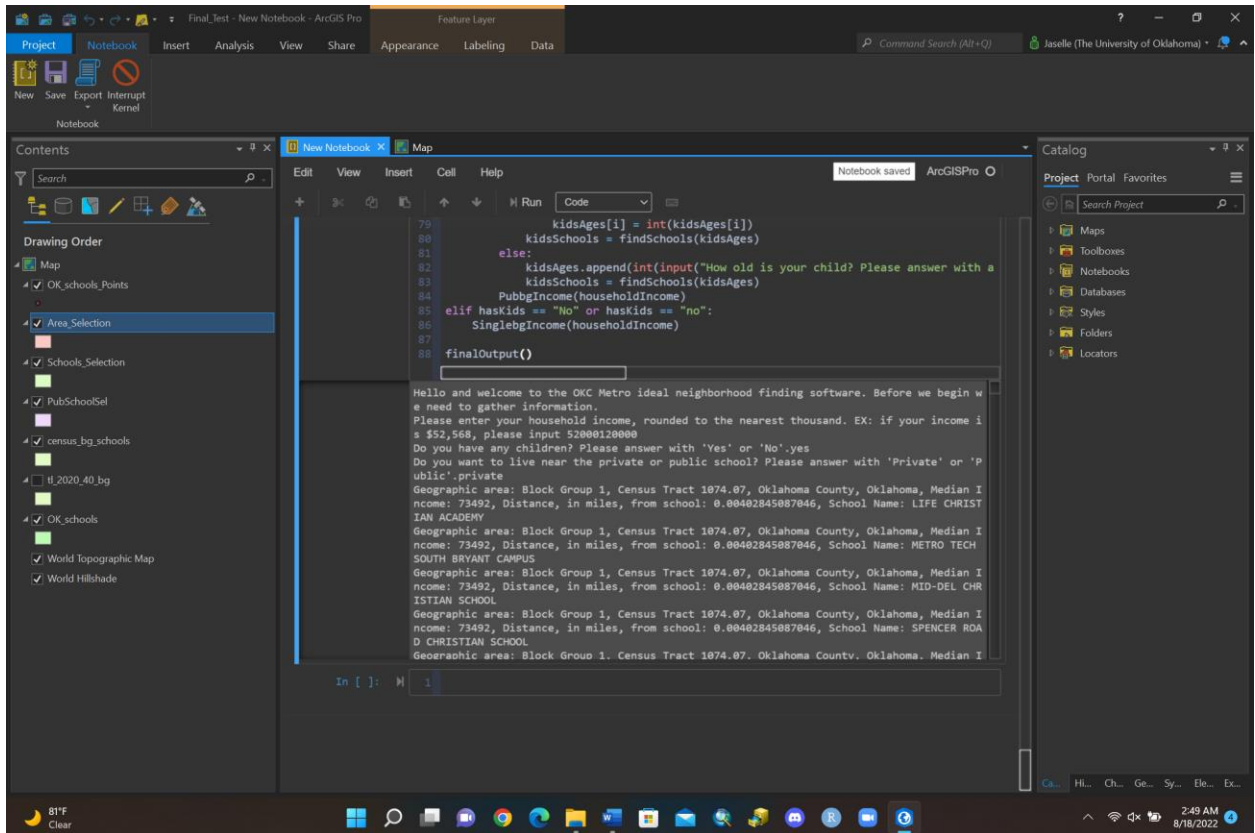 Final_Test - New Notebook - ArcGIS Pro
Feature Layer
? — X
Project Notebook Insert Analysis View Share Appearance Labeling Data
Command Search (Alt+Q)
Jaselle (The University of Oklahoma)
New Save Export Interrupt
Kernel
Notebook
Contents
Search
Drawing Order
Map
OK_schools_Points
Area_Selection
Schools_Selection
PubSchoolSel
census_bg_schools
tl_2020_40_bg
OK_schools
World Topographic Map
World Hillshade
New Notebook X Map
Edit View Insert Cell Help
Notebook saved ArcGISPro
Run Code
79 kidsAges[i] = int(kidsAges[i])
80 kidsSchools = findSchools(kidsAges)
81 else:
82 kidsAges.append(int(input("How old is your child? Please answer with a
83 kidsSchools = findSchools(kidsAges)
84 PubbgIncome(householdIncome)
85 elif hasKids == "No" or hasKids == "no":
86 SinglebgIncome(householdIncome)
87
88 finalOutput()
Hello and welcome to the OKC Metro ideal neighborhood finding software. Before we begin w
e need to gather information.
Please enter your household income, rounded to the nearest thousand. EX: if your income i
s $52,568, please input 52000120000
Do you have any children? Please answer with 'Yes' or 'No'.yes
Do you want to live near the private or public school? Please answer with 'Private' or 'P
ublic'.private
Geographic area: Block Group 1, Census Tract 1074.07, Oklahoma County, Oklahoma, Median I
ncome: 73492, Distance, in miles, from school: 0.00402845087046, School Name: LIFE CHRIST
IAN ACADEMY
Geographic area: Block Group 1, Census Tract 1074.07, Oklahoma County, Oklahoma, Median I
ncome: 73492, Distance, in miles, from school: 0.00402845087046, School Name: METRO TECH
SOUTH BRYANT CAMPUS
Geographic area: Block Group 1, Census Tract 1074.07, Oklahoma County, Oklahoma, Median I
ncome: 73492, Distance, in miles, from school: 0.00402845087046, School Name: MID-DEL CHR
ISTIAN SCHOOL
Geographic area: Block Group 1, Census Tract 1074.07, Oklahoma County, Oklahoma, Median I
ncome: 73492, Distance, in miles, from school: 0.00402845087046, School Name: SPENCER ROA
D CHRISTIAN SCHOOL
Geographic area: Block Group 1, Census Tract 1074.07, Oklahoma County, Oklahoma, Median I
In [ ]: 1
Catalog
Project Portal Favorites
Search Project
Maps
Toolboxes
Notebooks
Databases
Styles
Folders
Locators
Ca... Hi... Ch... Ge... Sy... Ele... Ex...
81°F
Clear
2:49 AM
8/18/2022
4